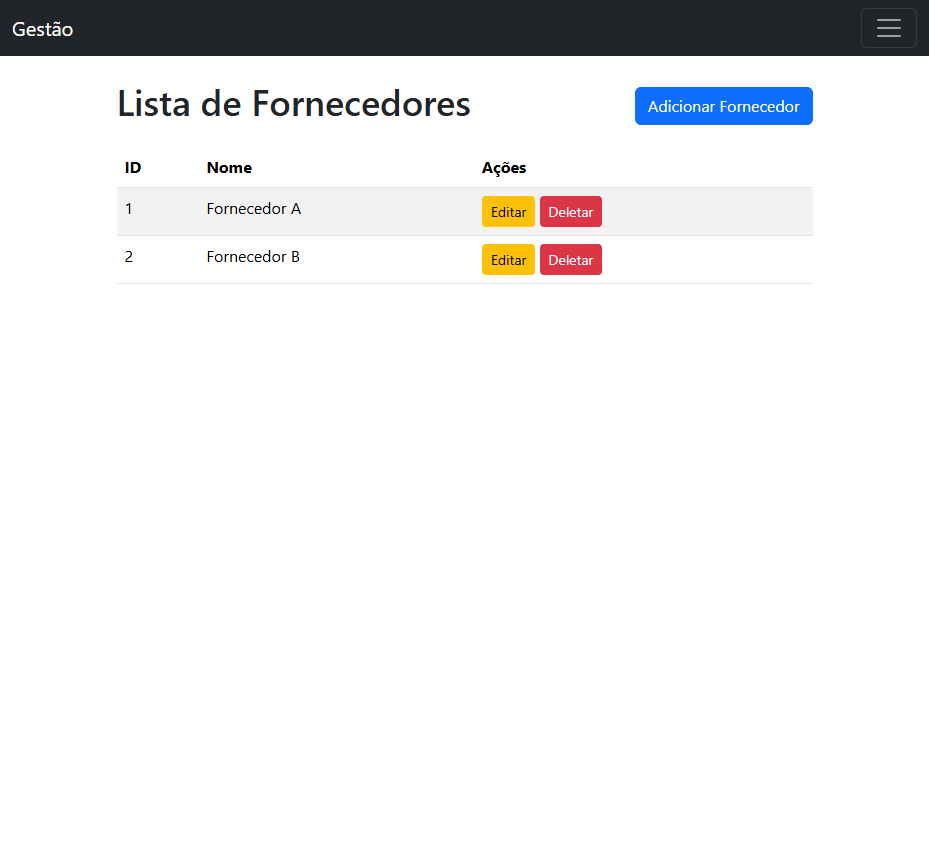 Gestão
Lista de Fornecedores
Adicionar Fornecedor
ID Nome Ações
1 Fornecedor A Editar Deletar
2 Fornecedor B Editar Deletar